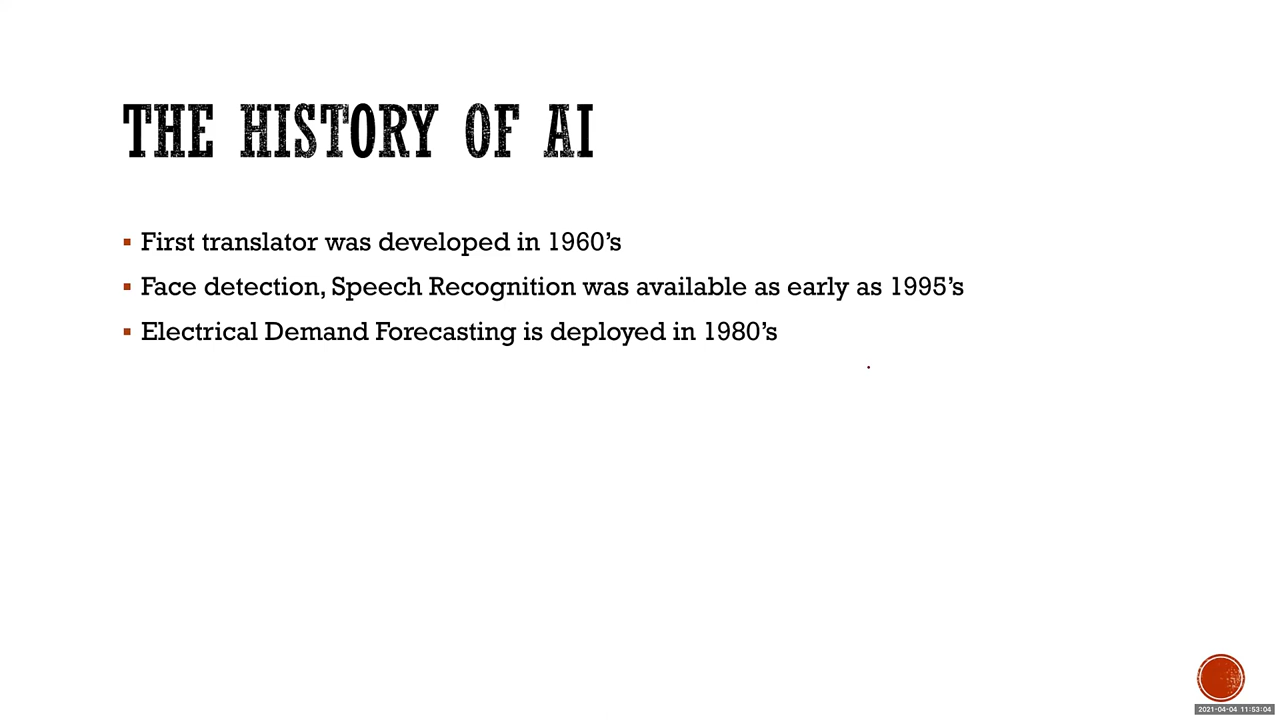 THE HISTORY OF AI
First translator was developed in 1960’s
Face detection, Speech Recognition was available as early as 1995’s
Electrical Demand Forecasting is deployed in 1980’s
2021-04-04 11:53:04